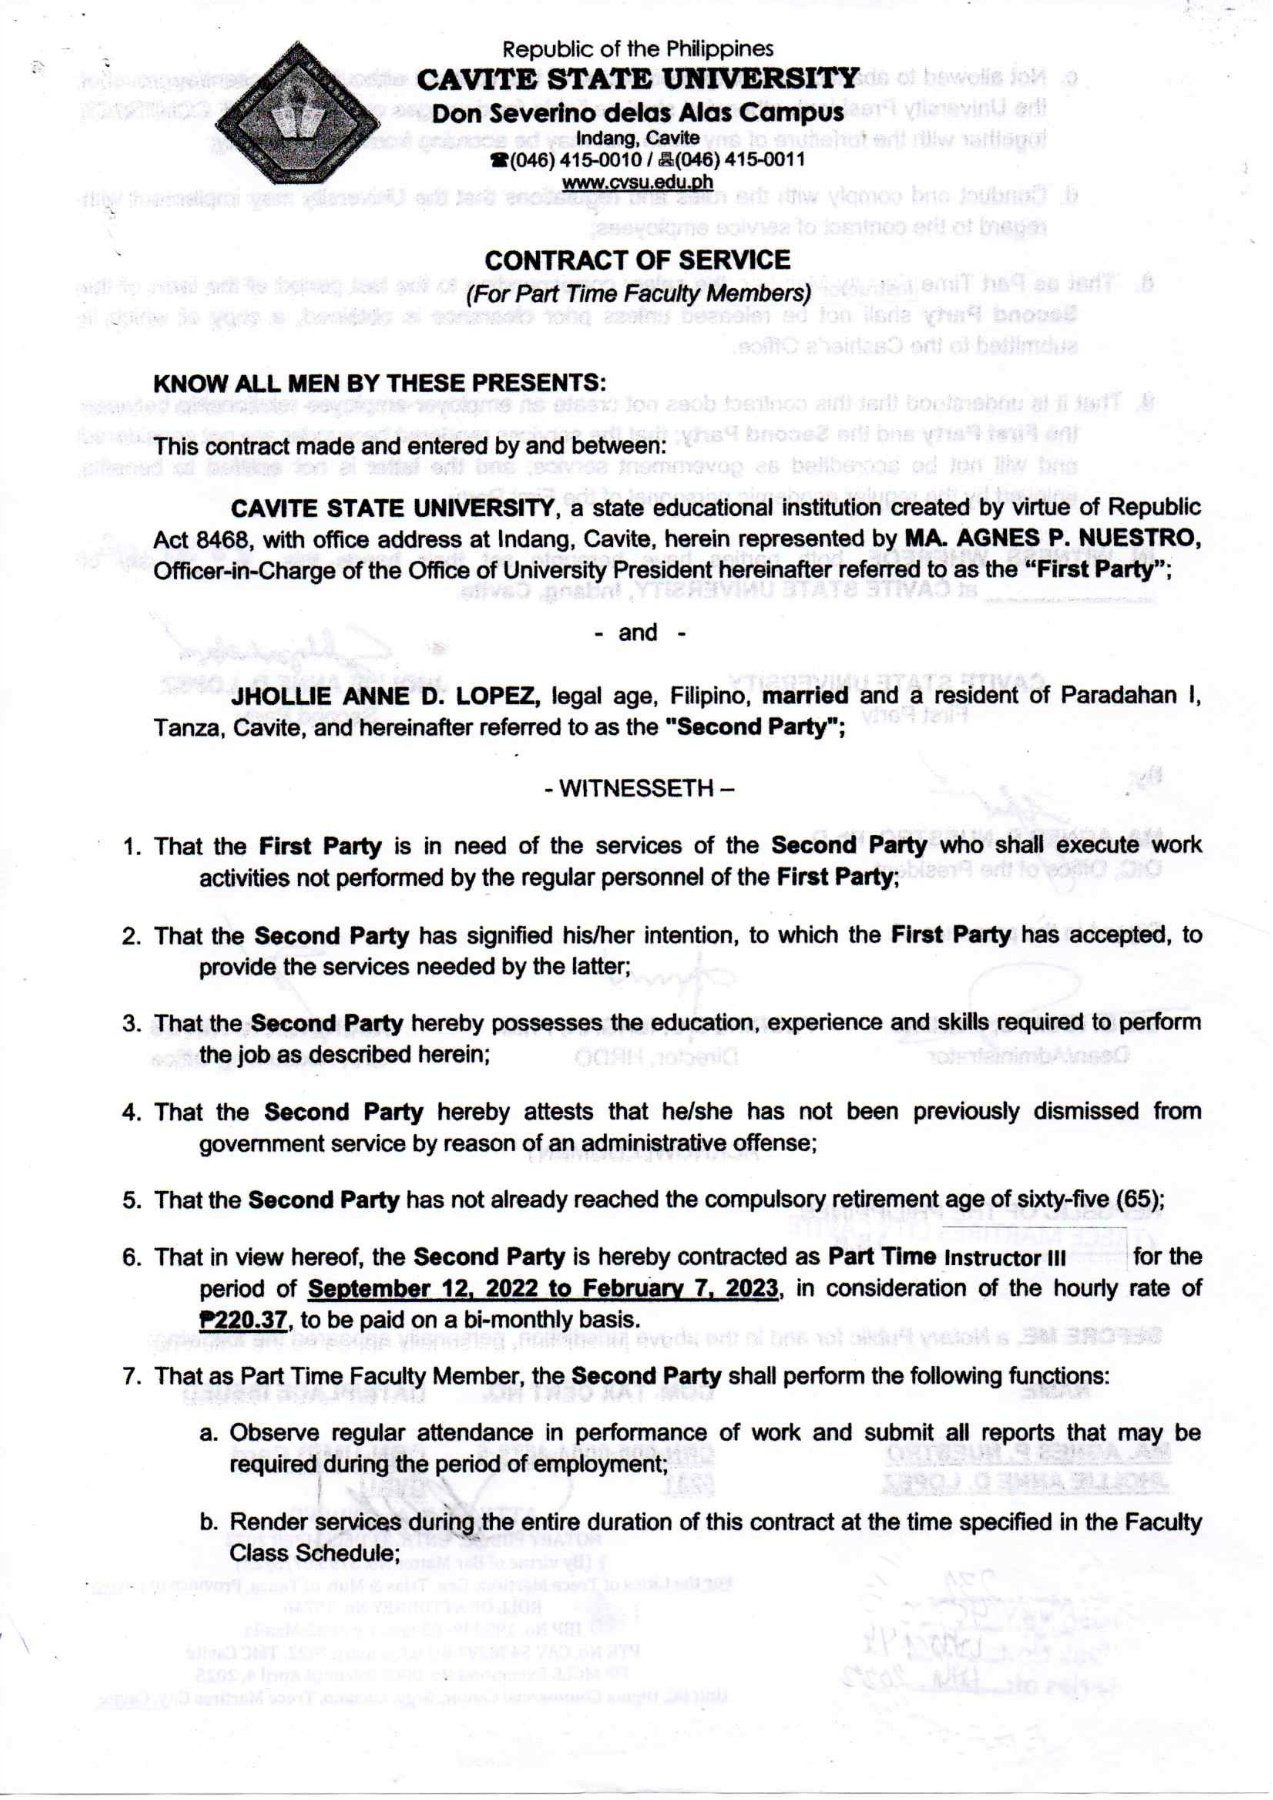 Republic of the Philippines
CAVITE STATE UNIVERSITY
Don Severino delas Alas Campus
Indang, Cavite
☎(046) 415-0010 / 📠(046) 415-0011
www.cvsu.edu.ph
CONTRACT OF SERVICE
(For Part Time Faculty Members)
KNOW ALL MEN BY THESE PRESENTS:
This contract made and entered by and between:
CAVITE STATE UNIVERSITY, a state educational institution created by virtue of Republic
Act 8468, with office address at Indang, Cavite, herein represented by MA. AGNES P. NUESTRO,
Officer-in-Charge of the Office of University President hereinafter referred to as the “First Party”;
- and -
JHOLLIE ANNE D. LOPEZ, legal age, Filipino, married and a resident of Paradahan I,
Tanza, Cavite, and hereinafter referred to as the "Second Party";
- WITNESSETH –
1. That the First Party is in need of the services of the Second Party who shall execute work
activities not performed by the regular personnel of the First Party;
2. That the Second Party has signified his/her intention, to which the First Party has accepted, to
provide the services needed by the latter;
3. That the Second Party hereby possesses the education, experience and skills required to perform
the job as described herein;
4. That the Second Party hereby attests that he/she has not been previously dismissed from
government service by reason of an administrative offense;
5. That the Second Party has not already reached the compulsory retirement age of sixty-five (65);
6. That in view hereof, the Second Party is hereby contracted as Part Time Instructor III for the
period of September 12, 2022 to February 7, 2023, in consideration of the hourly rate of
₱220.37, to be paid on a bi-monthly basis.
7. That as Part Time Faculty Member, the Second Party shall perform the following functions:
a. Observe regular attendance in performance of work and submit all reports that may be
required during the period of employment;
b. Render services during the entire duration of this contract at the time specified in the Faculty
Class Schedule;